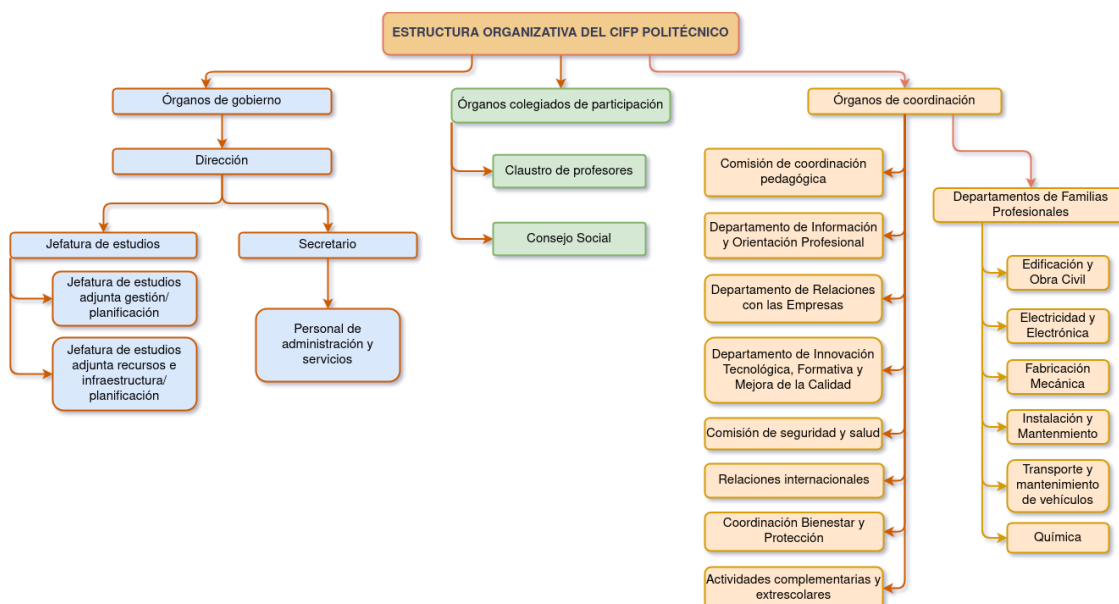 ESTRUCTURA ORGANIZATIVA DEL CIFP POLITÉCNICO
Órganos de gobierno
Dirección
Jefatura de estudios
Jefatura de estudios
adjunta gestión/
planificación
Jefatura de estudios
adjunta recursos e
infraestructura/
planificación
Secretario
Personal de
administración y
servicios
Órganos colegiados de participación
Claustro de profesores
Consejo Social
Órganos de coordinación
Comisión de coordinación
pedagógica
Departamento de Información
y Orientación Profesional
Departamento de Relaciones
con las Empresas
Departamento de Innovación
Tecnológica, Formativa y
Mejora de la Calidad
Comisión de seguridad y salud
Relaciones internacionales
Coordinación Bienestar y
Protección
Actividades complementarias y
extrescolares
Departamentos de Familias
Profesionales
Edificación y
Obra Civil
Electricidad y
Electrónica
Fabricación
Mecánica
Instalación y
Mantenmiento
Transporte y
mantenimiento
de vehículos
Química